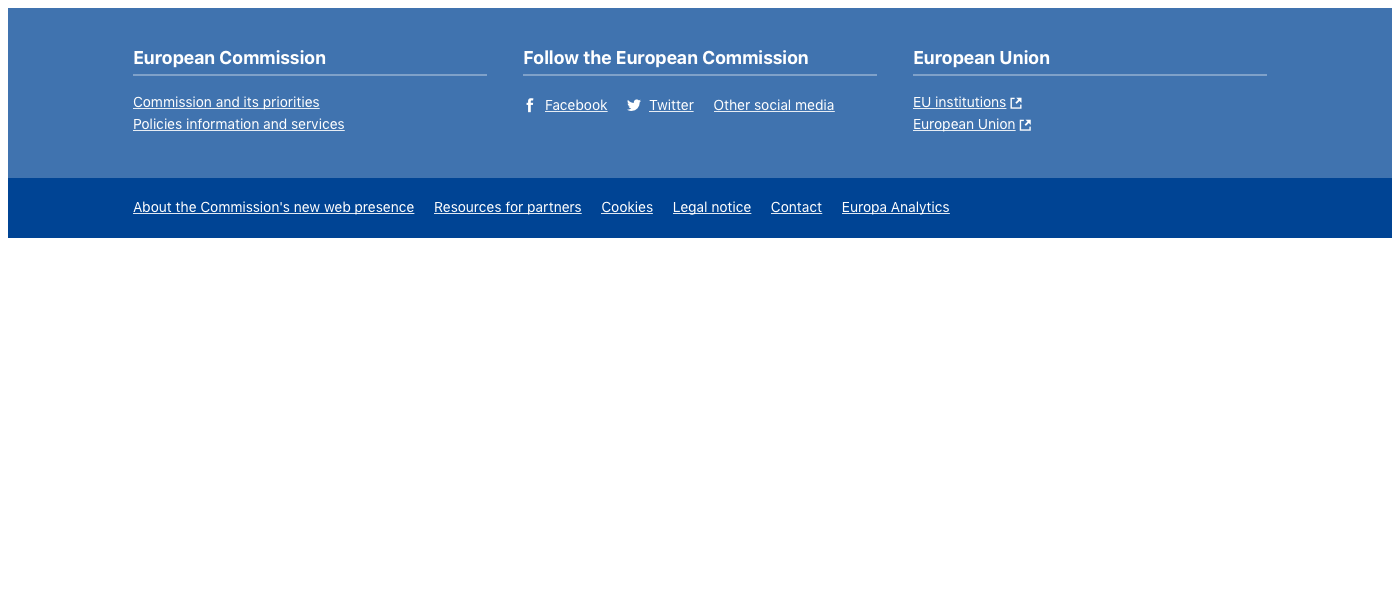 European Commission
Commission and its priorities
Policies information and services
Follow the European Commission
Facebook Twitter Other social media
European Union
EU institutions
European Union
About the Commission's new web presence Resources for partners Cookies Legal notice Contact Europa Analytics